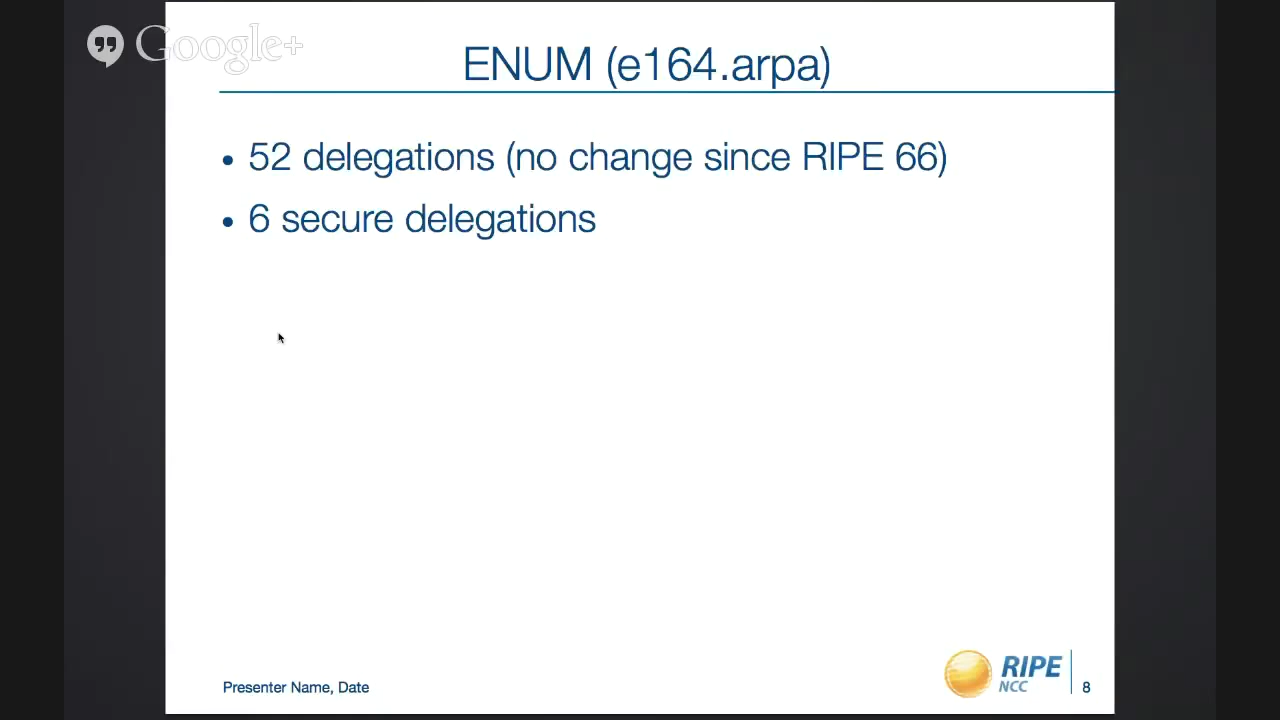 Google+
ENUM (e164.arpa)
• 52 delegations (no change since RIPE 66)
• 6 secure delegations
Presenter Name, Date
RIPE
NCC
8